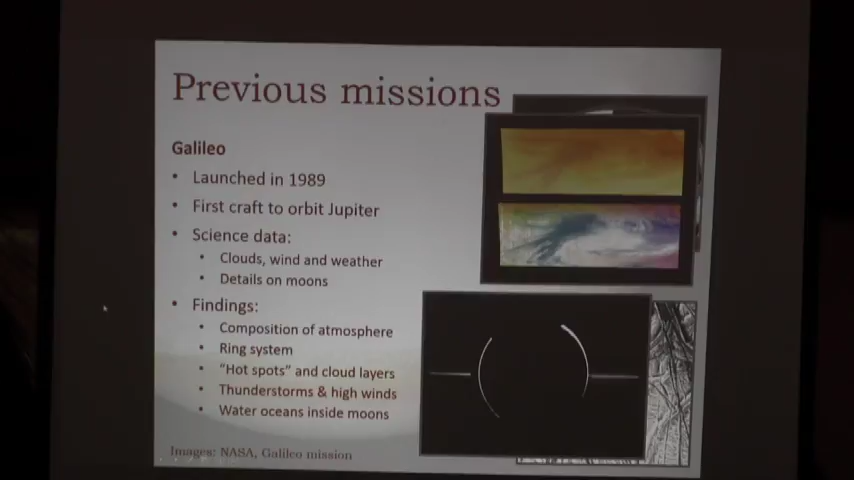 Previous missions
Galileo
• Launched in 1989
• First craft to orbit Jupiter
• Science data:
• Clouds, wind and weather
• Details on moons
• Findings:
• Composition of atmosphere
• Ring system
• "Hot spots" and cloud layers
• Thunderstorms & high winds
• Water oceans inside moons
Images: NASA, Galileo mission